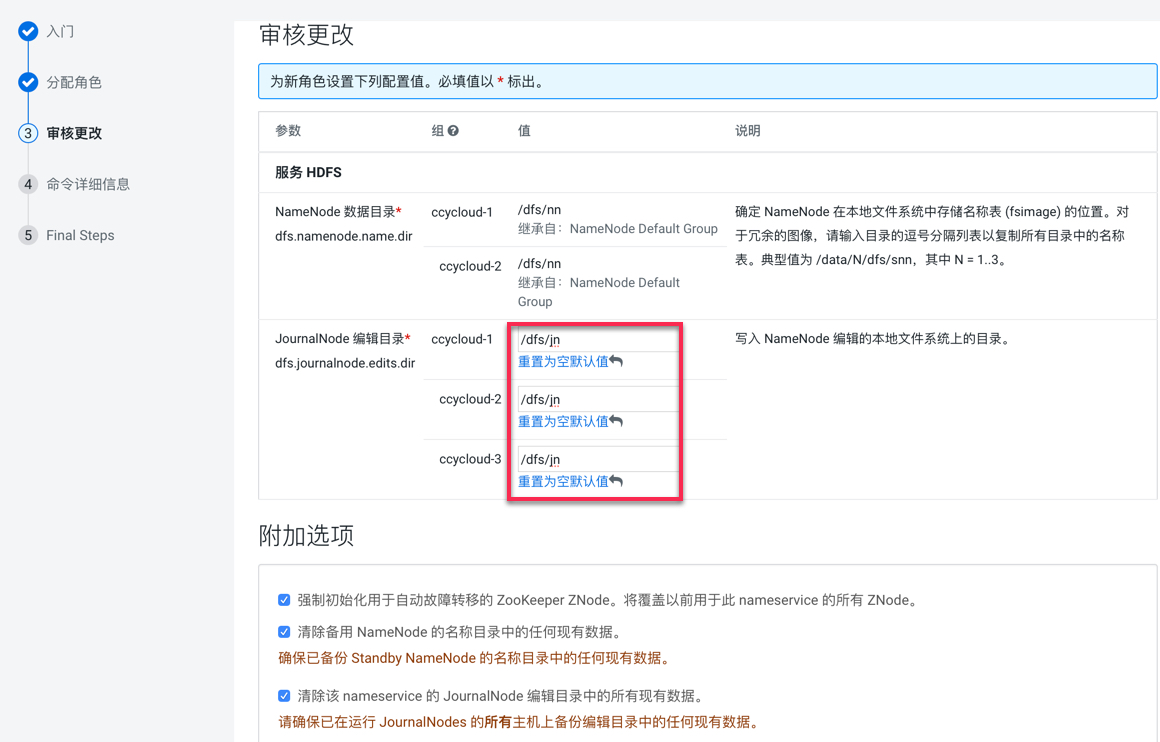 入门
分配角色
3 审核更改
4 命令详细信息
5 Final Steps
审核更改
为新角色设置下列配置值。必填值以 * 标出。
参数 组 值 说明
服务 HDFS
NameNode 数据目录*
dfs.namenode.name.dir
ccycloud-1
/dfs/nn
继承自：NameNode Default Group
ccycloud-2
/dfs/nn
继承自：NameNode Default
Group
确定 NameNode 在本地文件系统中存储名称表 (fsimage) 的位置。对
于冗余的图像，请输入目录的逗号分隔列表以复制所有目录中的名称
表。典型值为 /data/N/dfs/snn，其中 N = 1..3。
JournalNode 编辑目录*
dfs.journalnode.edits.dir
ccycloud-1
/dfs/jn
重置为空默认值
ccycloud-2
/dfs/jn
重置为空默认值
ccycloud-3
/dfs/jn
重置为空默认值
写入 NameNode 编辑的本地文件系统上的目录。
附加选项
强制初始化用于自动故障转移的 ZooKeeper ZNode。将覆盖以前用于此 nameservice 的所有 ZNode。
清除备用 NameNode 的名称目录中的任何现有数据。
确保已备份 Standby NameNode 的名称目录中的任何现有数据。
清除该 nameservice 的 JournalNode 编辑目录中的所有现有数据。
请确保已在运行 JournalNodes 的所有主机上备份编辑目录中的任何现有数据。